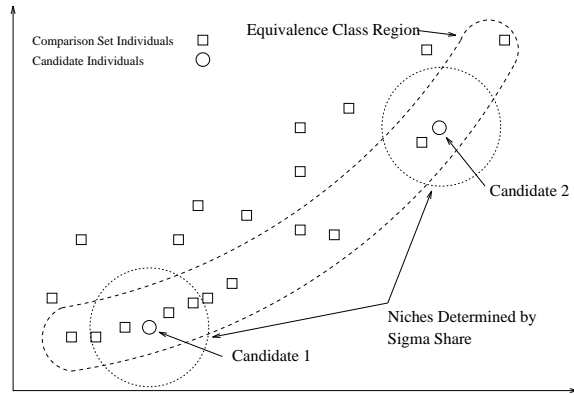 Equivalence Class Region
Comparison Set Individuals
Candidate Individuals
Candidate 2
Niches Determined by
Sigma Share
Candidate 1